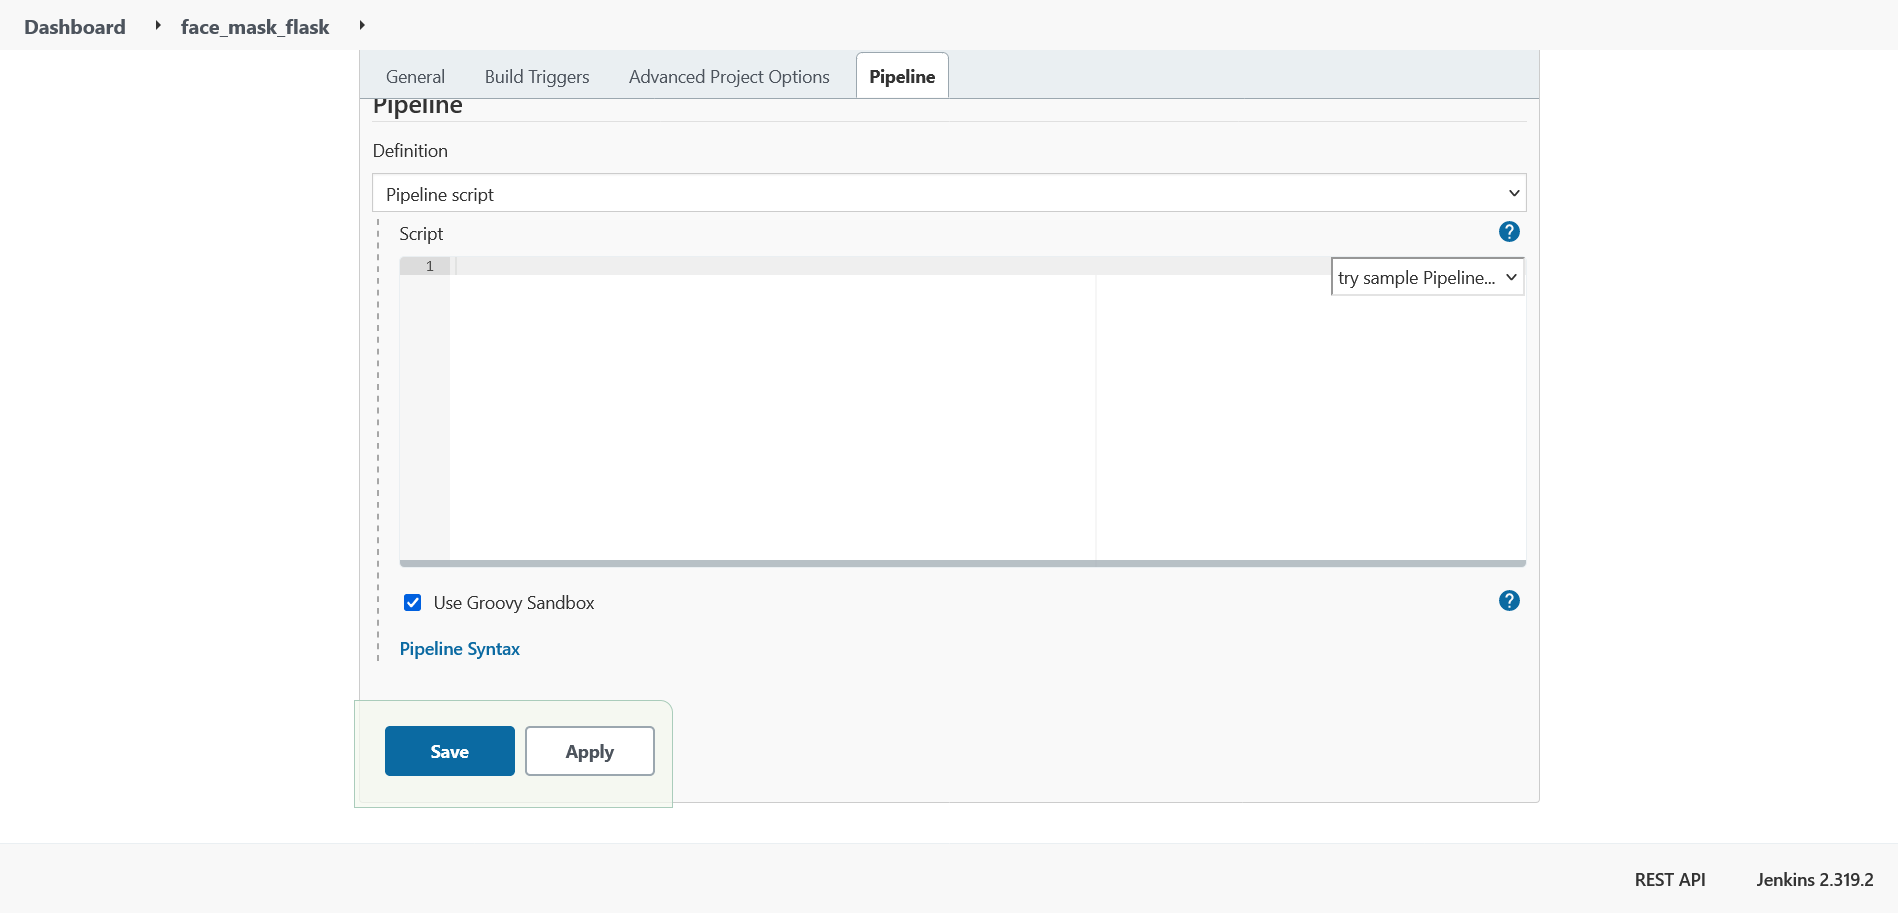 Dashboard face_mask_flask
General Build Triggers Advanced Project Options Pipeline
Pipeline
Definition
Pipeline script
Script ?
1
try sample Pipeline...
Use Groovy Sandbox ?
Pipeline Syntax
Save Apply
REST API Jenkins 2.319.2